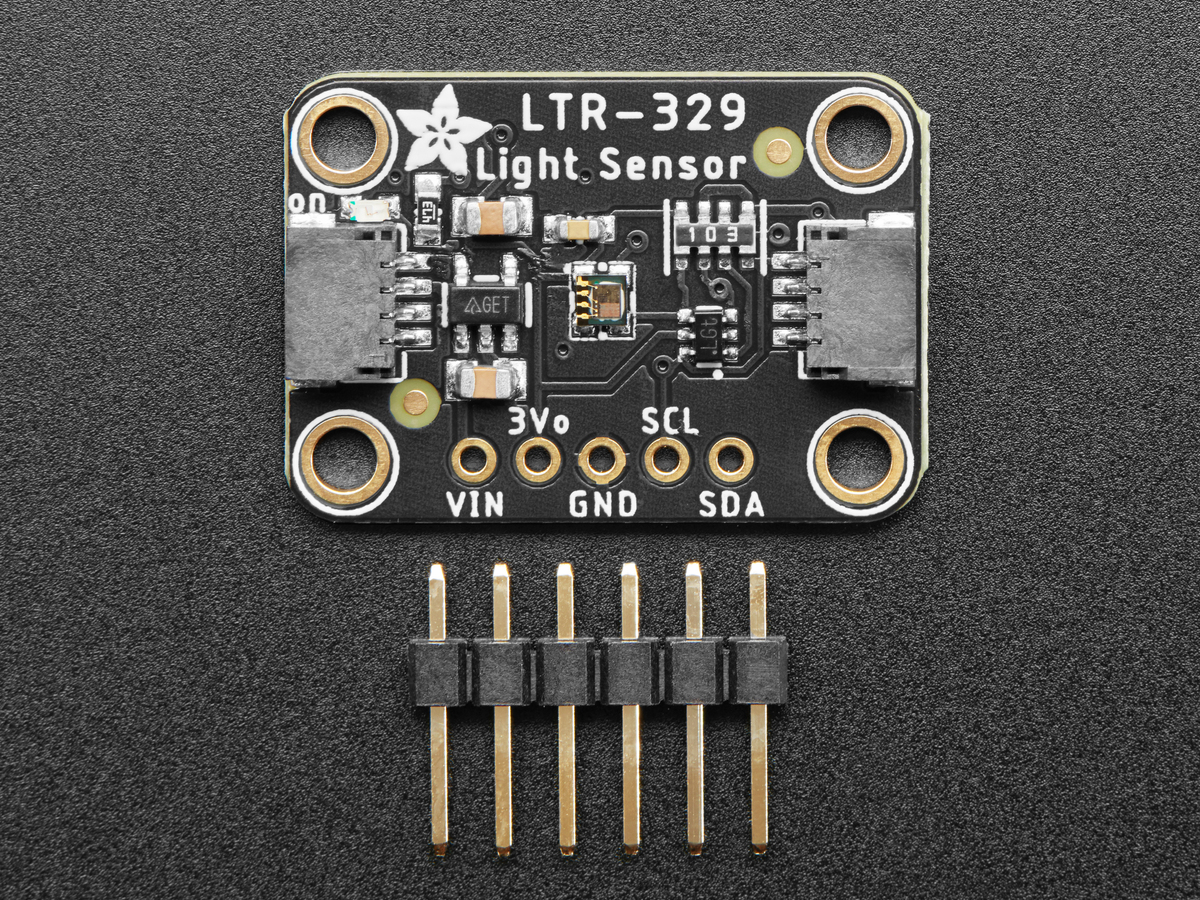 LTR-329
Light Sensor
on
103
GET
3Vo SCL
VIN GND SDA